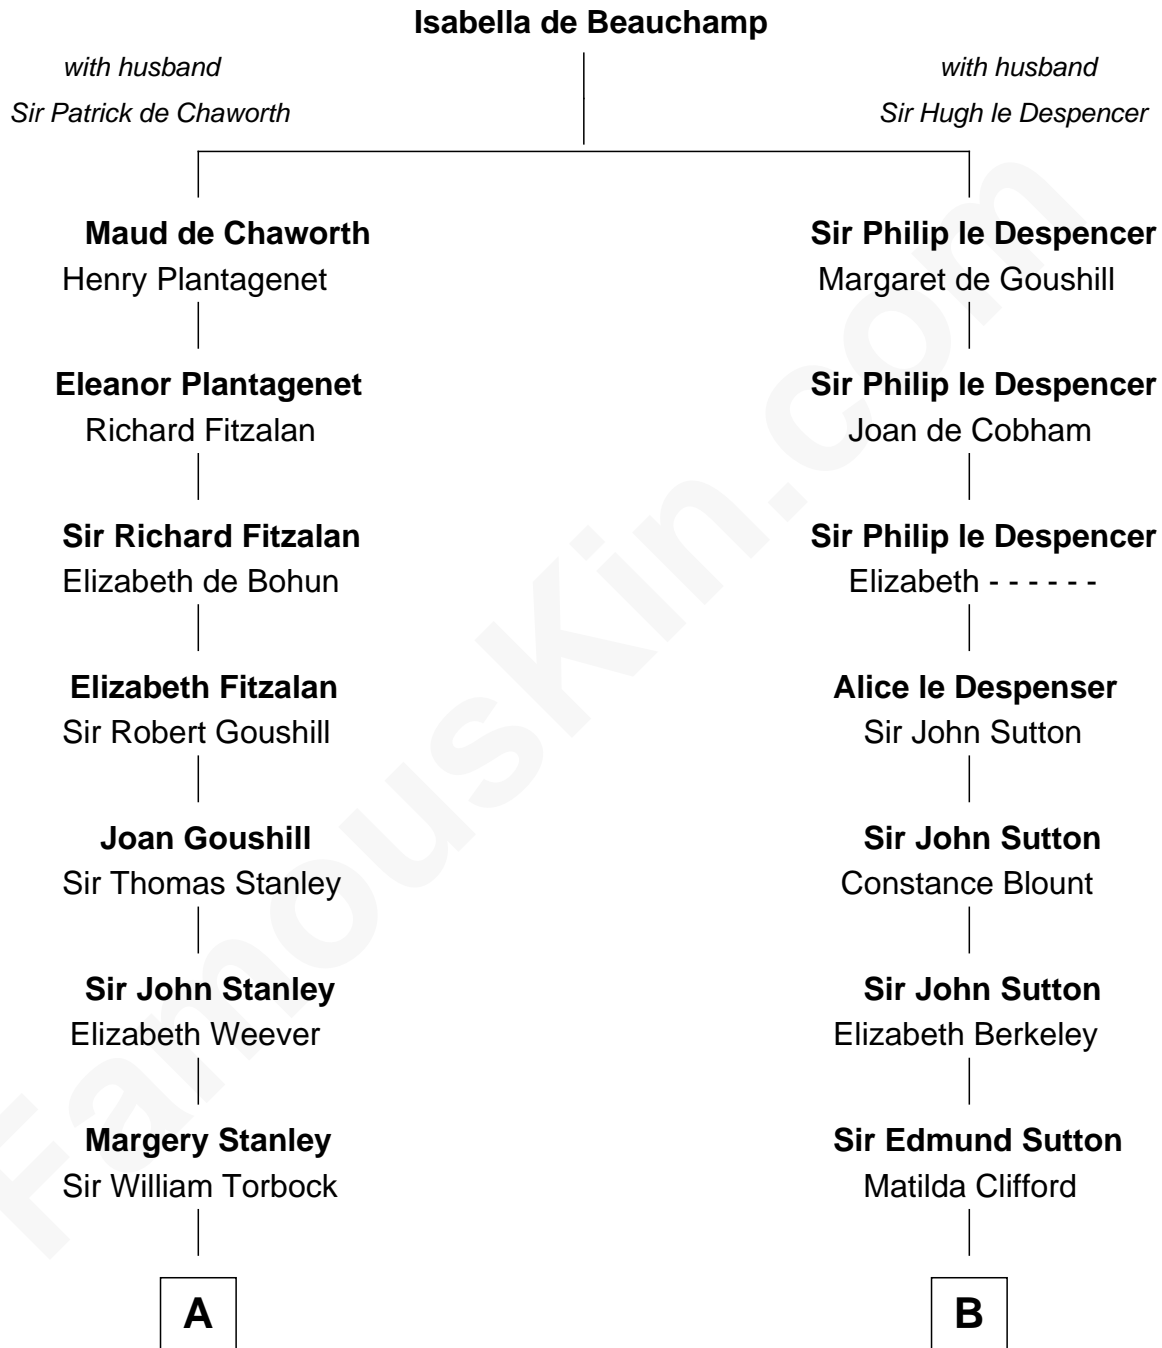 Isabella de Beauchamp
with husband
Sir Patrick de Chaworth
with husband
Sir Hugh le Despencer
Maud de Chaworth
Henry Plantagenet
Sir Philip le Despencer
Margaret de Goushill
Eleanor Plantagenet
Richard Fitzalan
Sir Philip le Despencer
Joan de Cobham
Sir Richard Fitzalan
Elizabeth de Bohun
Sir Philip le Despencer
Elizabeth - - - - - -
Elizabeth Fitzalan
Sir Robert Goushill
Alice le Despenser
Sir John Sutton
Joan Goushill
Sir Thomas Stanley
Sir John Sutton
Constance Blount
Sir John Stanley
Elizabeth Weever
Sir John Sutton
Elizabeth Berkeley
Margery Stanley
Sir William Torbock
Sir Edmund Sutton
Matilda Clifford
A
B
FamousKin.com